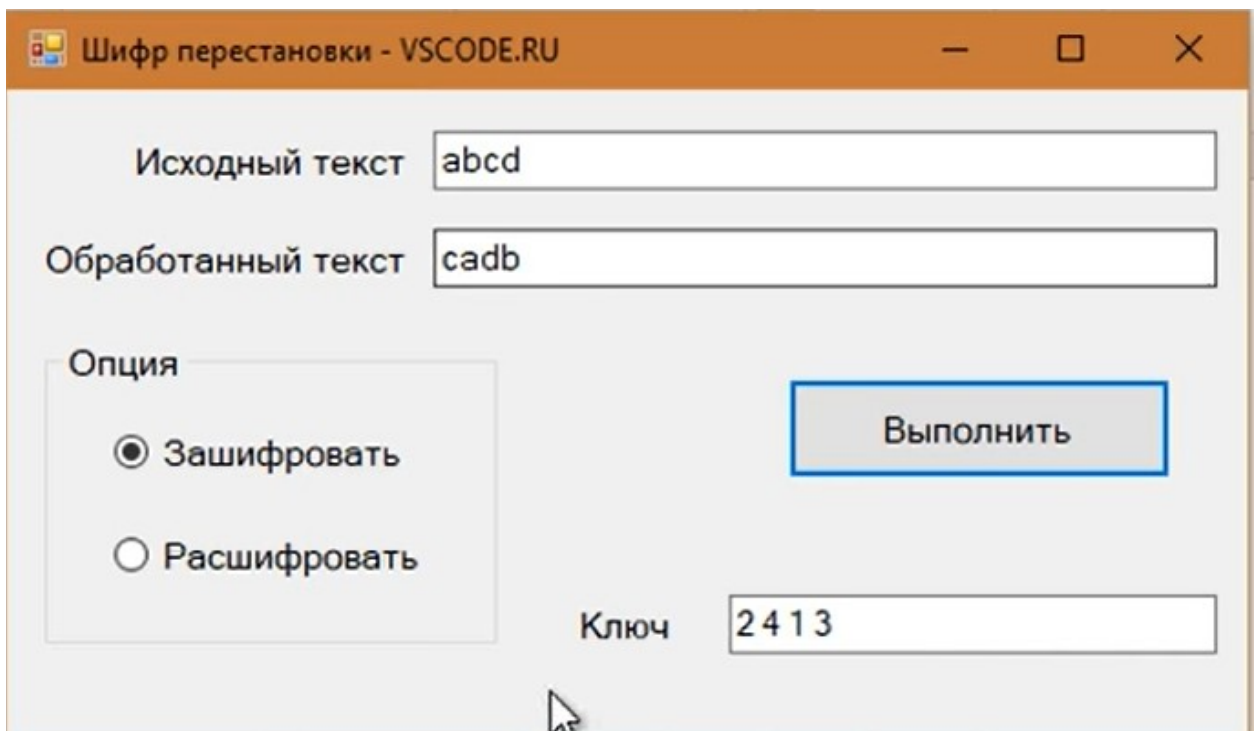 Шифр перестановки - VSCODE.RU
Исходный текст abcd
Обработанный текст cadb
Опция
Зашифровать
Выполнить
Расшифровать
Ключ 2 4 1 3